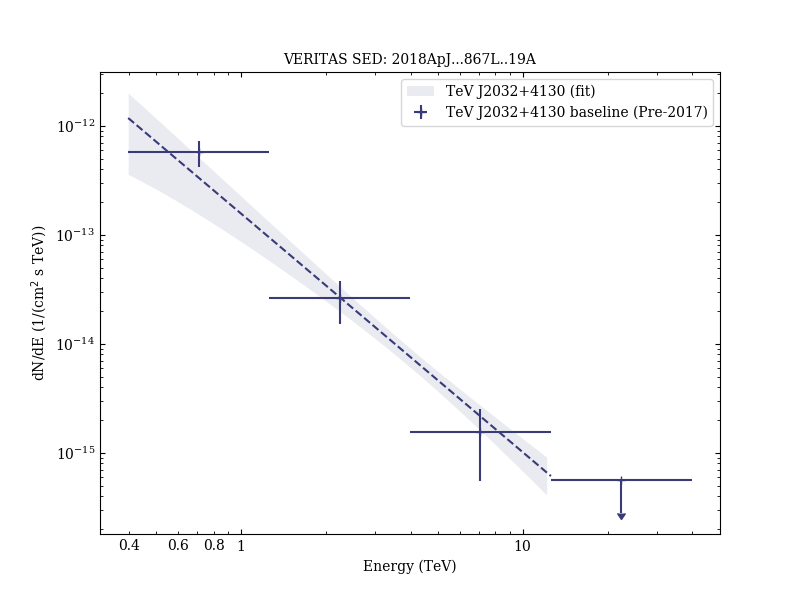 VERITAS SED: 2018ApJ...867L..19A
TeV J2032+4130 (fit)
TeV J2032+4130 baseline (Pre-2017)
dN/dE (1/(cm² s TeV))
10⁻¹²
10⁻¹³
10⁻¹⁴
10⁻¹⁵
0.4 0.6 0.8 1 10
Energy (TeV)